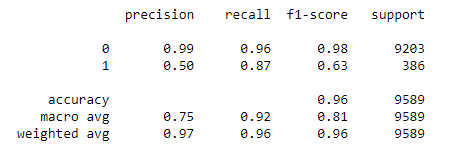 precision recall f1-score support
0 0.99 0.96 0.98 9203
1 0.50 0.87 0.63 386
accuracy 0.96 9589
macro avg 0.75 0.92 0.81 9589
weighted avg 0.97 0.96 0.96 9589